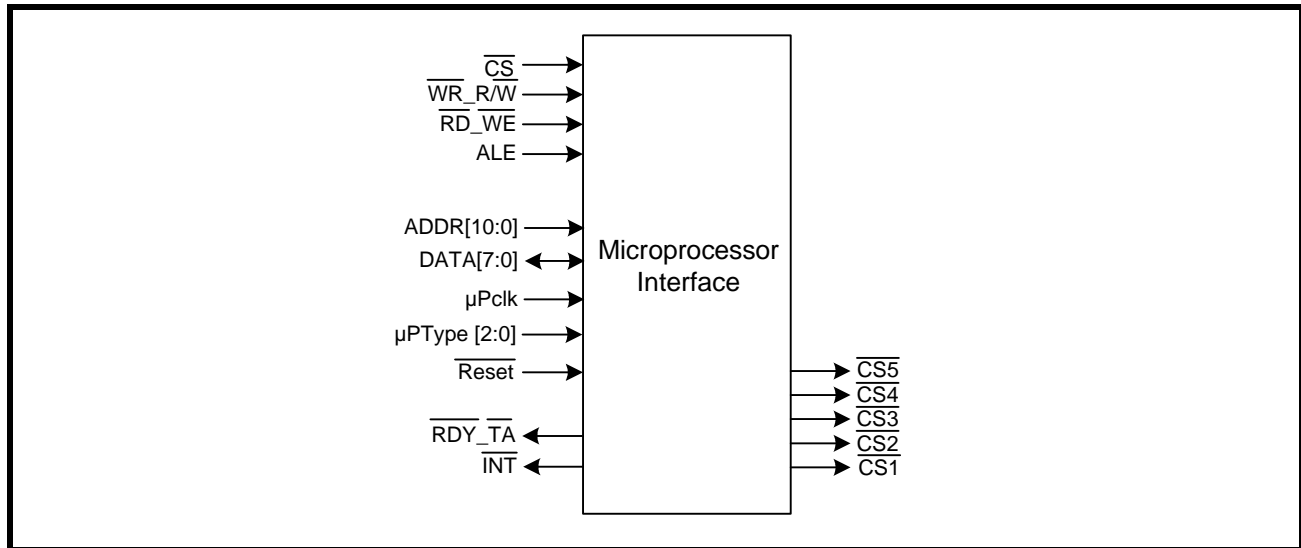 CS
WR_R/W
RD_WE
ALE
ADDR[10:0]
DATA[7:0]
µPclk
µPType [2:0]
Reset
RDY_TA
INT
Microprocessor
Interface
CS5
CS4
CS3
CS2
CS1